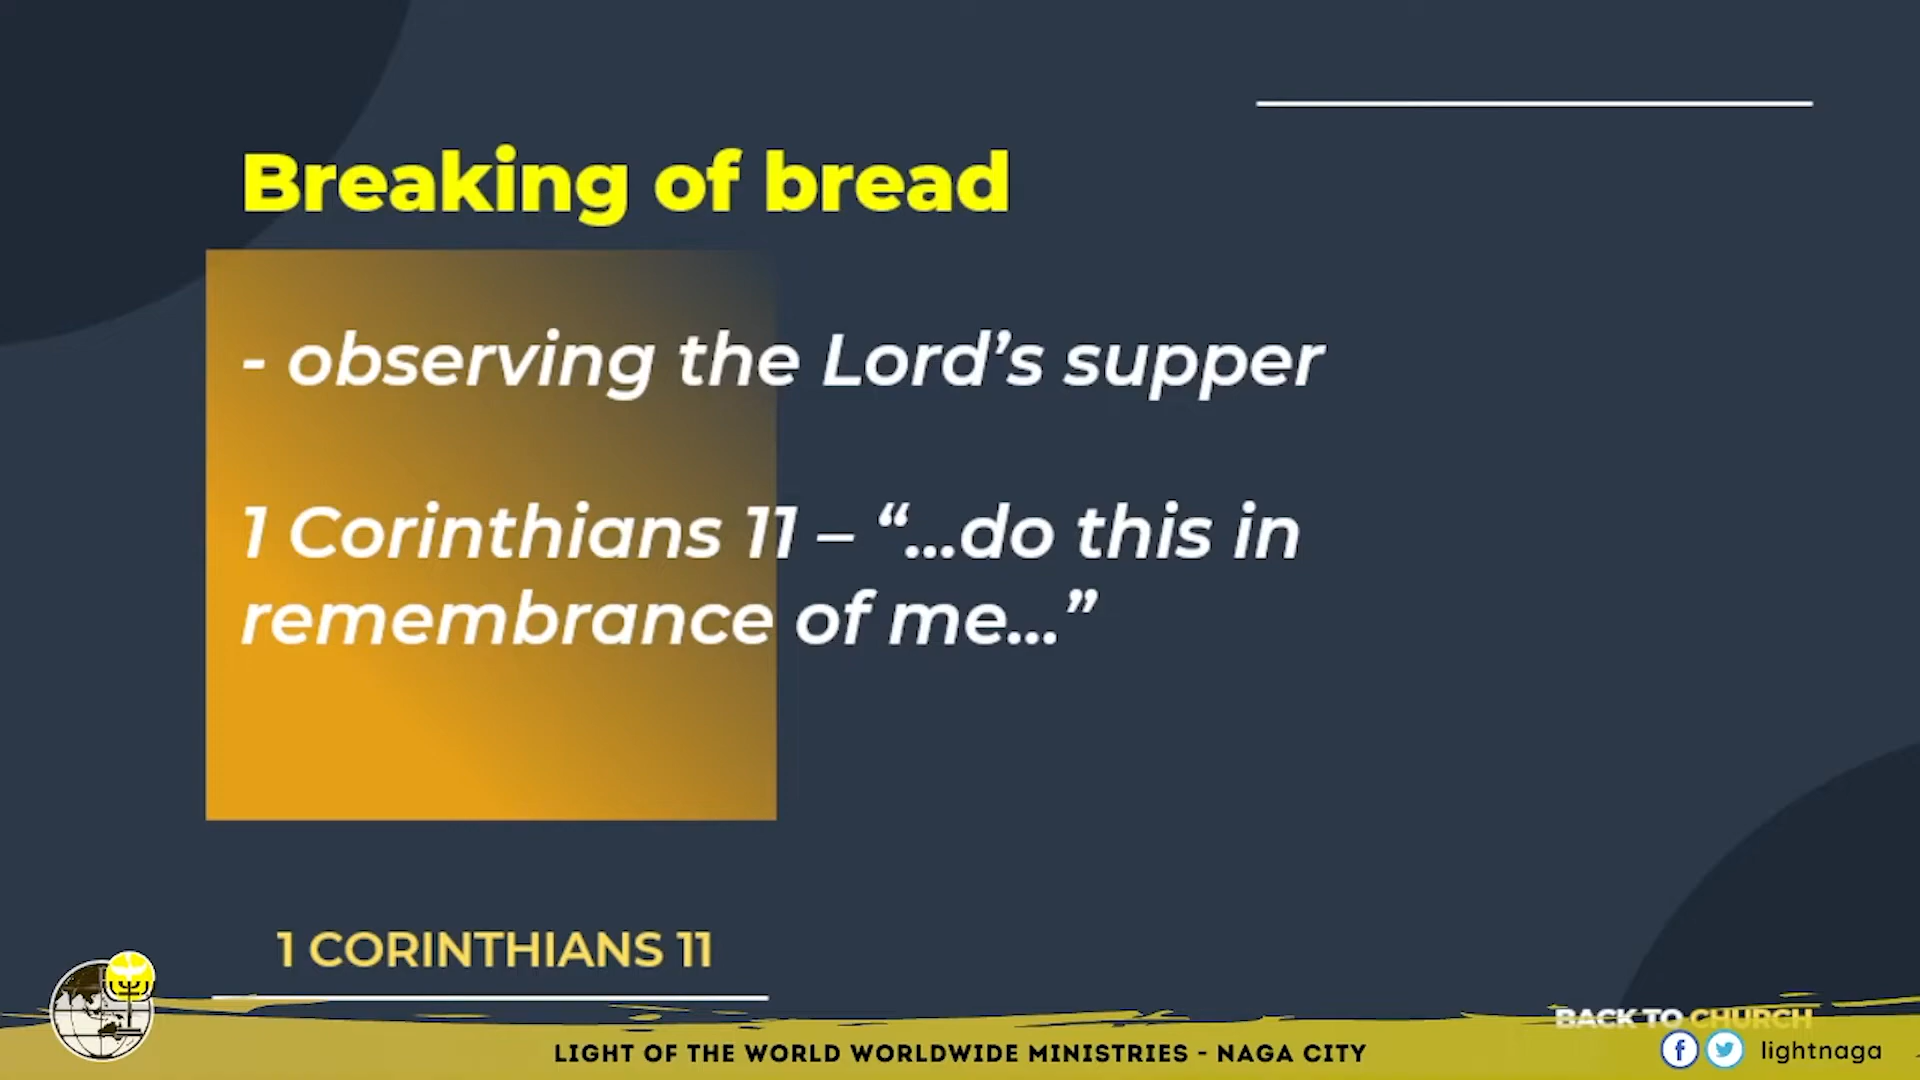 Breaking of bread
- observing the Lord’s supper
1 Corinthians 11 – “...do this in
remembrance of me...”
1 CORINTHIANS 11
BACK TO CHURCH
LIGHT OF THE WORLD WORLDWIDE MINISTRIES - NAGA CITY
lightnaga